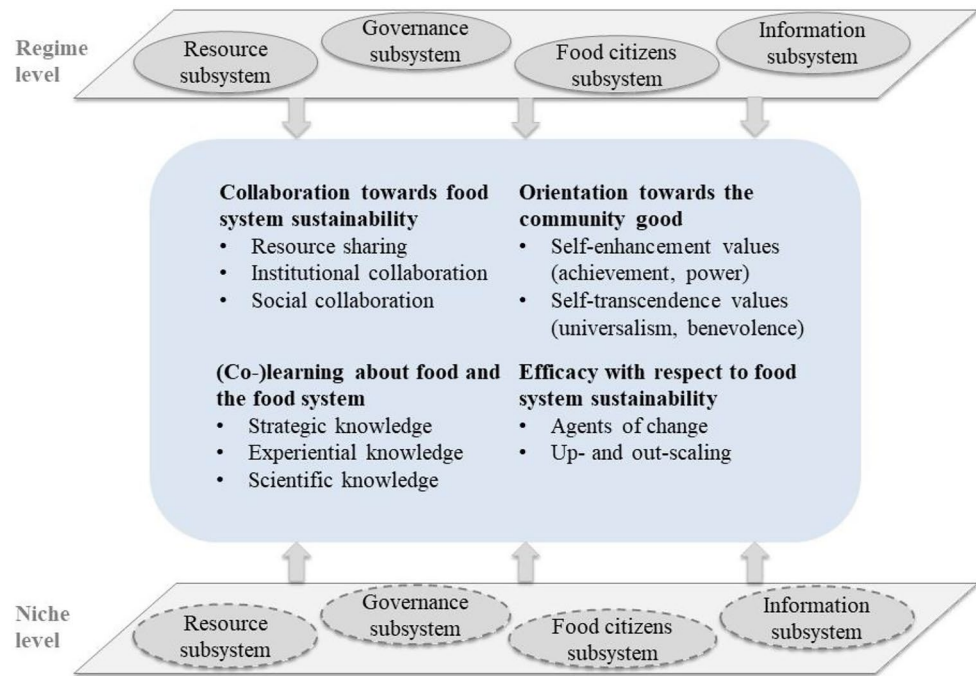 Regime
level
Resource
subsystem
Governance
subsystem
Food citizens
subsystem
Information
subsystem
Collaboration towards food
system sustainability
• Resource sharing
• Institutional collaboration
• Social collaboration
Orientation towards the
community good
• Self-enhancement values
(achievement, power)
• Self-transcendence values
(universalism, benevolence)
(Co-)learning about food and
the food system
• Strategic knowledge
• Experiential knowledge
• Scientific knowledge
Efficacy with respect to food
system sustainability
• Agents of change
• Up- and out-scaling
Niche
level
Resource
subsystem
Governance
subsystem
Food citizens
subsystem
Information
subsystem